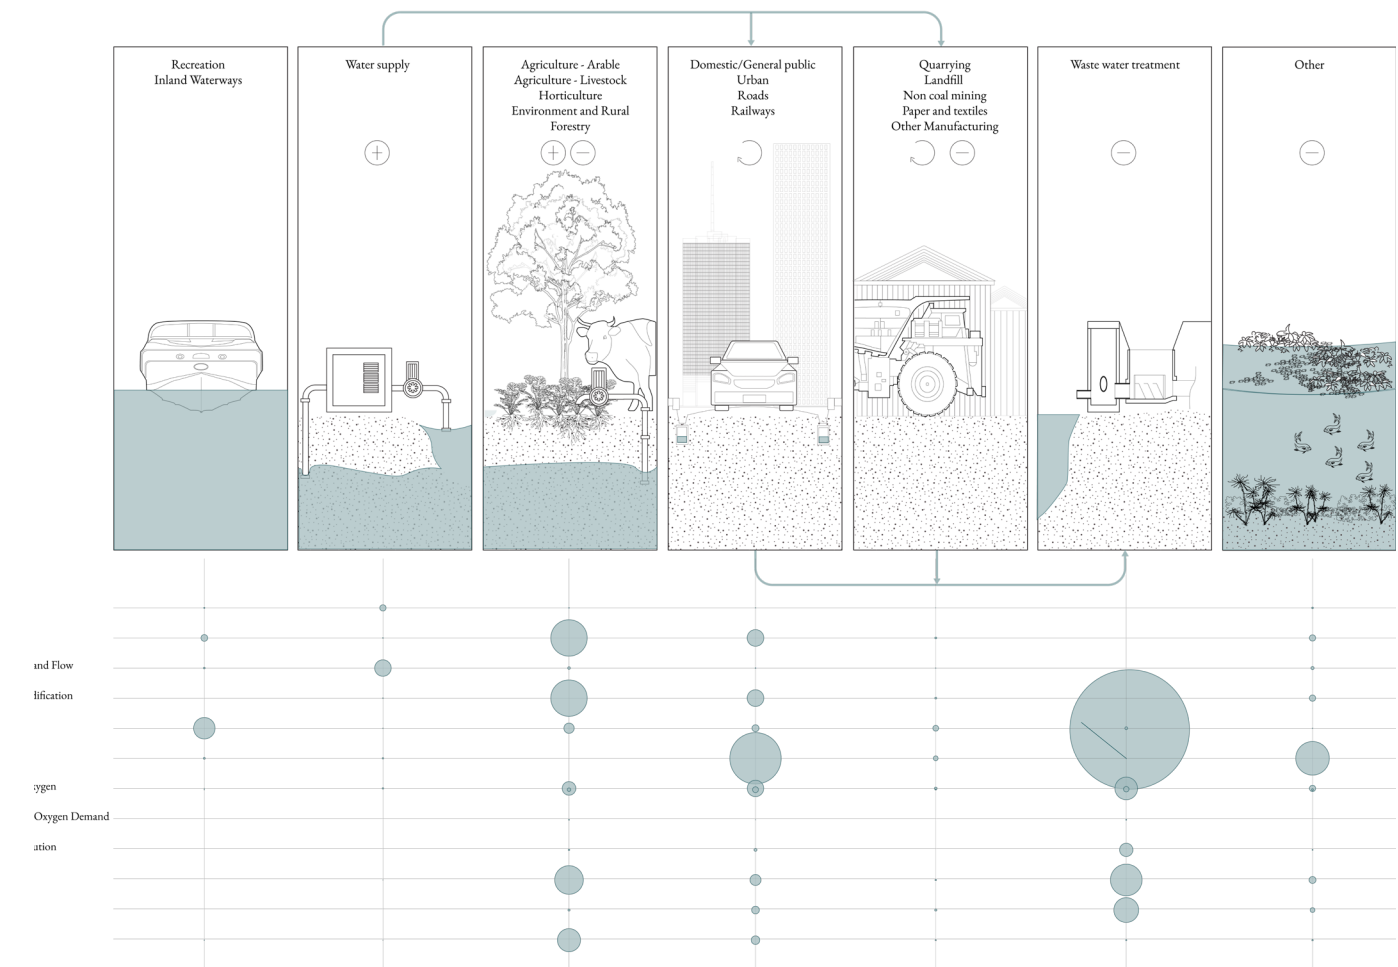 Recreation
Inland Waterways
Water supply
Agriculture - Arable
Agriculture - Livestock
Horticulture
Environment and Rural
Forestry
Domestic/General public
Urban
Roads
Railways
Quarrying
Landfill
Non coal mining
Paper and textiles
Other Manufacturing
Waste water treatment
Other
and Flow
lification
ygen
Oxygen Demand
ation